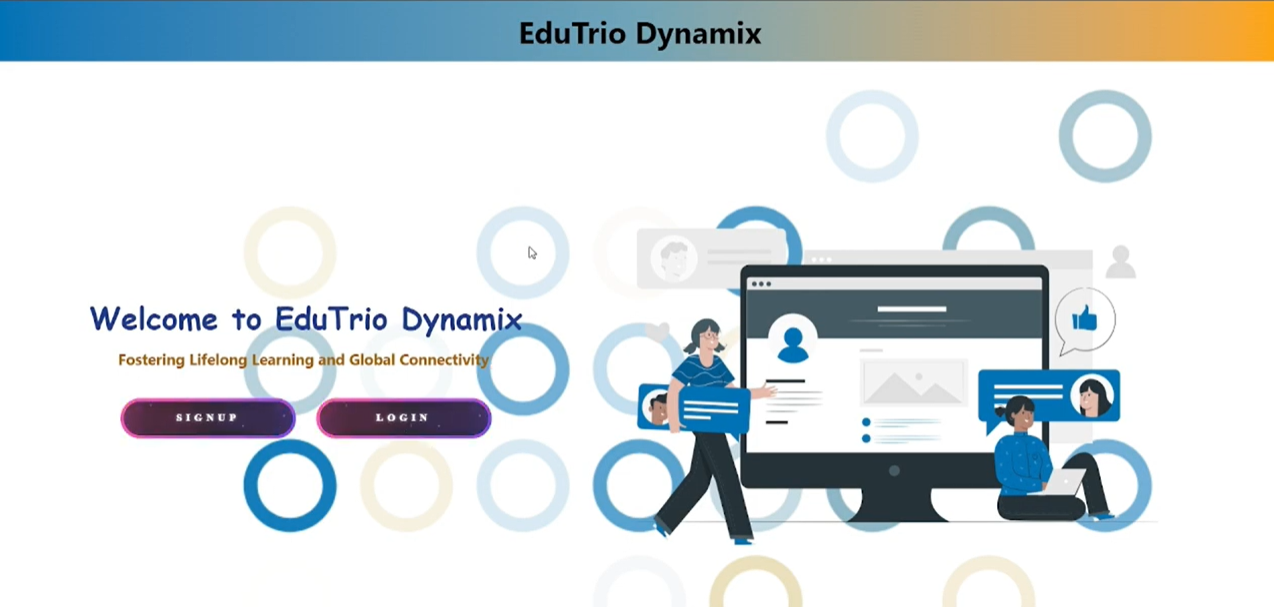 EduTrio Dynamix
Welcome to EduTrio Dynamix
Fostering Lifelong Learning and Global Connectivity
SIGNUP
LOGIN